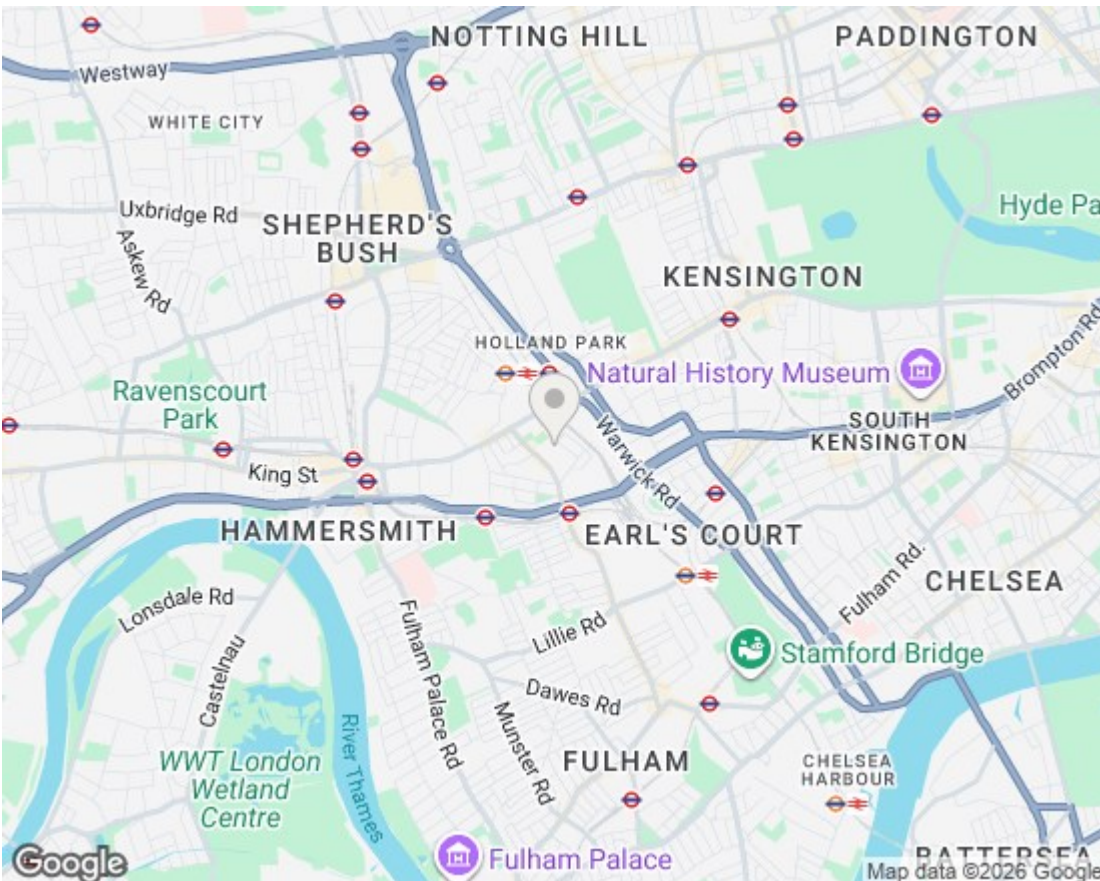 NOTTING HILL
PADDINGTON
Westway
WHITE CITY
Uxbridge Rd
Hyde Pa
SHEPHERD'S
BUSH
Askew Rd
KENSINGTON
Brompton Rd
HOLLAND PARK
Natural History Museum
Ravenscourt
Park
SOUTH
KENSINGTON
Warwick Rd
King St
HAMMERSMITH
EARL'S COURT
CHELSEA
Fulham Rd.
Lonsdale Rd
Lillie Rd
Castelnau
Fulham Palace Rd
Stamford Bridge
Dawes Rd
Munster Rd
River Thames
WWT London
Wetland
Centre
FULHAM
CHELSEA
HARBOUR
BATTERSEA
Google
Fulham Palace
Map data ©2026 Google